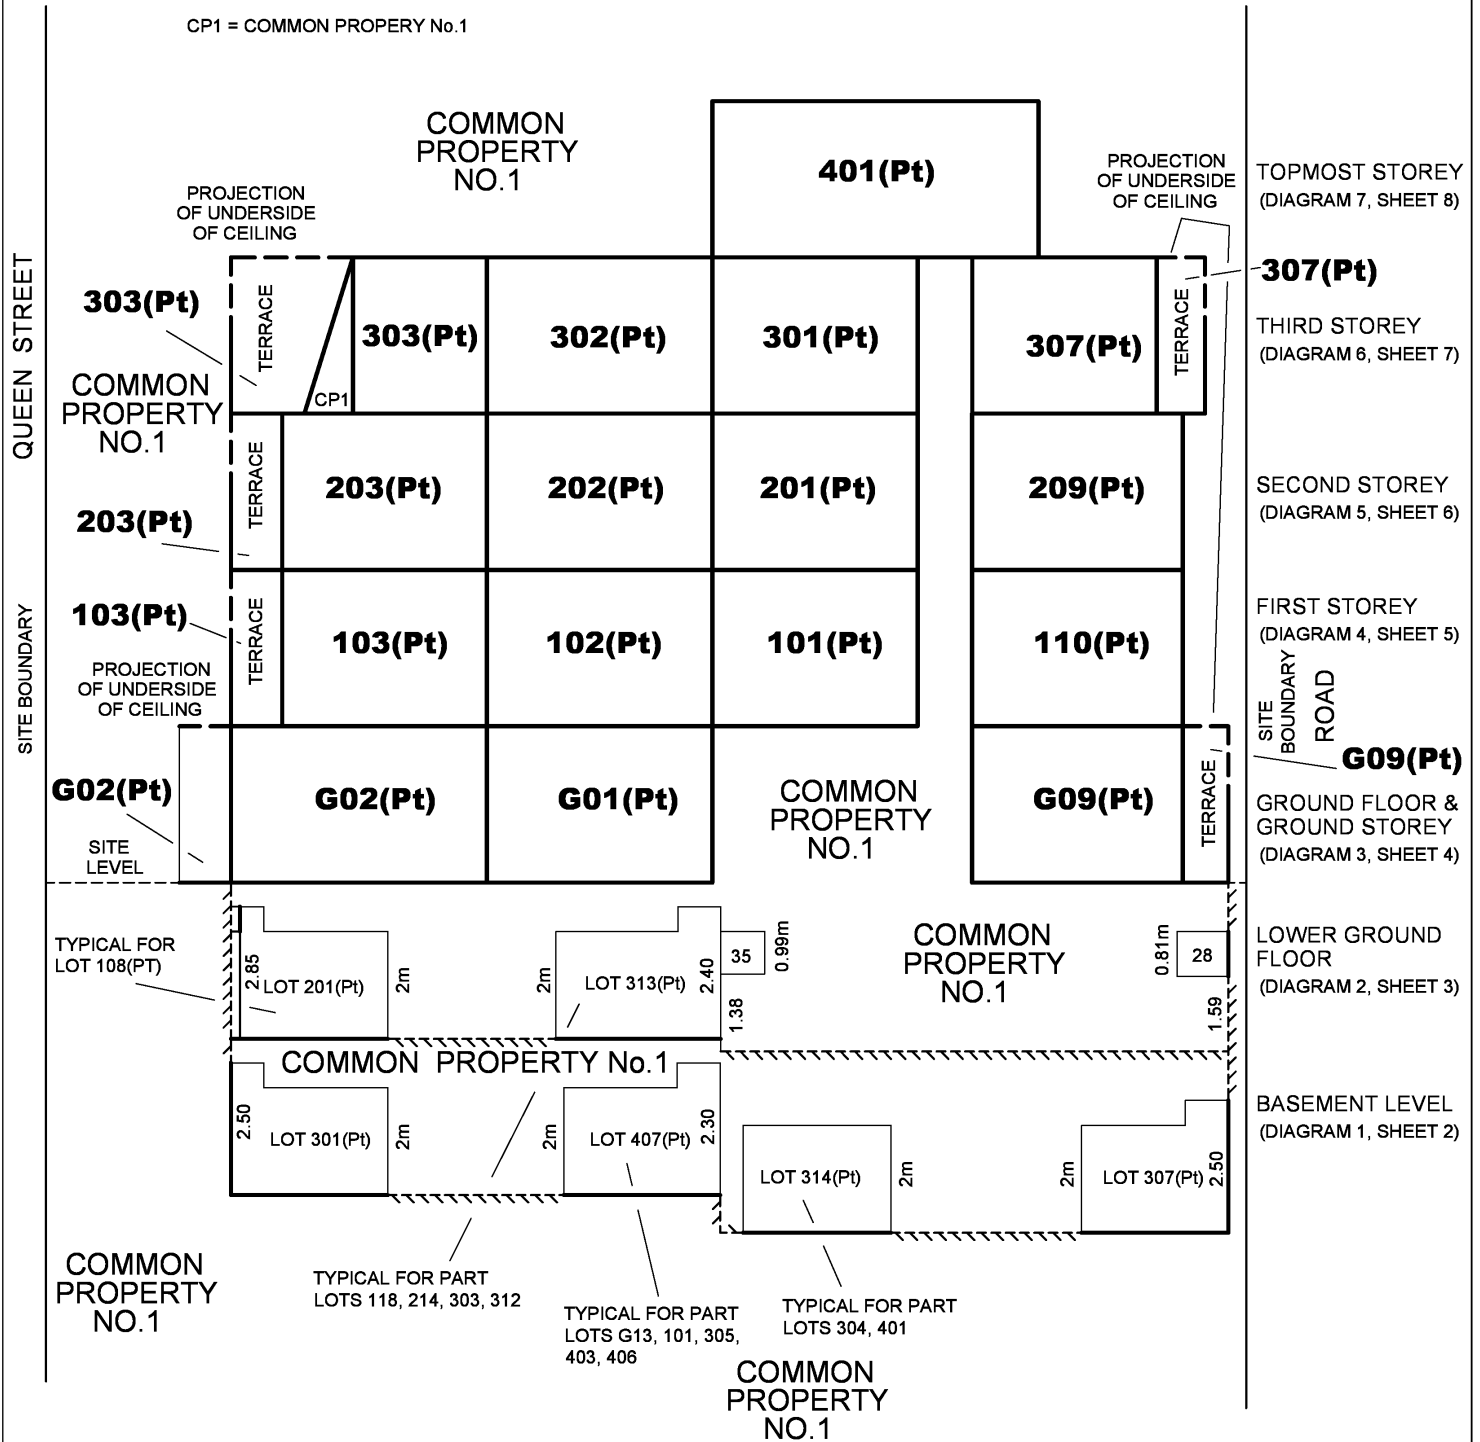 CP1 = COMMON PROPERY No.1
COMMON
PROPERTY
NO.1
401(Pt)
PROJECTION
OF UNDERSIDE
OF CEILING
TOPMOST STOREY
(DIAGRAM 7, SHEET 8)
PROJECTION
OF UNDERSIDE
OF CEILING
QUEEN STREET
303(Pt)
TERRACE
CP1
303(Pt)
302(Pt)
301(Pt)
307(Pt)
TERRACE
307(Pt)
THIRD STOREY
(DIAGRAM 6, SHEET 7)
COMMON
PROPERTY
NO.1
203(Pt)
TERRACE
203(Pt)
202(Pt)
201(Pt)
209(Pt)
SECOND STOREY
(DIAGRAM 5, SHEET 6)
SITE BOUNDARY
103(Pt)
TERRACE
103(Pt)
102(Pt)
101(Pt)
110(Pt)
FIRST STOREY
(DIAGRAM 4, SHEET 5)
PROJECTION
OF UNDERSIDE
OF CEILING
SITE
BOUNDARY
ROAD
G02(Pt)
G02(Pt)
G01(Pt)
COMMON
PROPERTY
NO.1
G09(Pt)
TERRACE
G09(Pt)
GROUND FLOOR &
GROUND STOREY
(DIAGRAM 3, SHEET 4)
SITE
LEVEL
TYPICAL FOR
LOT 108(PT)
2.85
LOT 201(Pt)
2m
2m
LOT 313(Pt)
2.40
35
0.99m
1.38
COMMON
PROPERTY
NO.1
0.81m
28
1.59
LOWER GROUND
FLOOR
(DIAGRAM 2, SHEET 3)
COMMON PROPERTY No.1
2.50
LOT 301(Pt)
2m
2m
LOT 407(Pt)
2.30
LOT 314(Pt)
2m
2m
LOT 307(Pt)
2.50
BASEMENT LEVEL
(DIAGRAM 1, SHEET 2)
COMMON
PROPERTY
NO.1
TYPICAL FOR PART
LOTS 118, 214, 303, 312
TYPICAL FOR PART
LOTS G13, 101, 305,
403, 406
TYPICAL FOR PART
LOTS 304, 401
COMMON
PROPERTY
NO.1